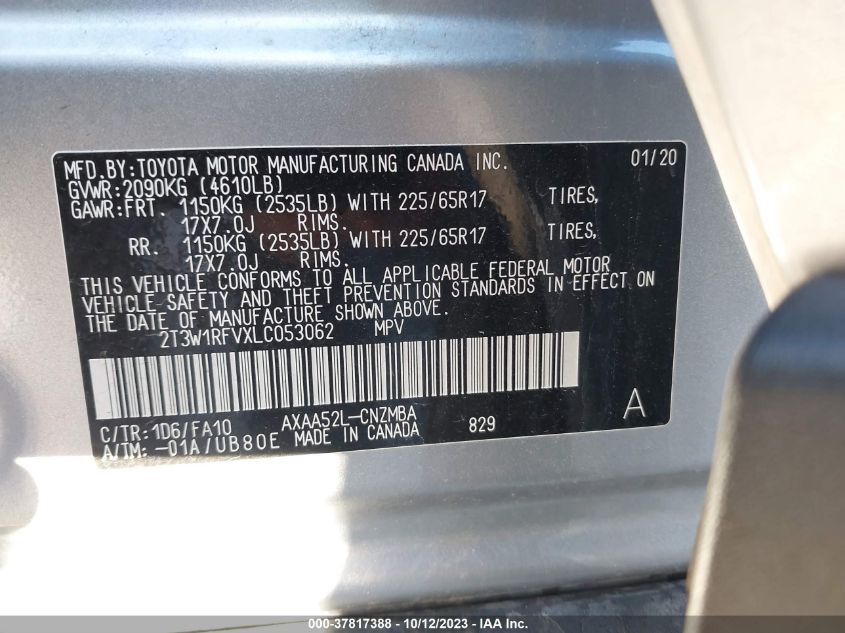 MFD.BY:TOYOTA MOTOR MANUFACTURING CANADA INC. 01/20
GVWR:2090KG (4610LB)
GAWR:FRT. 1150KG (2535LB) WITH 225/65R17 TIRES,
17X7.0J RIMS.
RR. 1150KG (2535LB) WITH 225/65R17 TIRES,
17X7.0J RIMS.
THIS VEHICLE CONFORMS TO ALL APPLICABLE FEDERAL MOTOR
VEHICLE SAFETY AND THEFT PREVENTION STANDARDS IN EFFECT ON
THE DATE OF MANUFACTURE SHOWN ABOVE.
2T3W1RFVXLC053062 MPV
C/TR:1D6/FA10 AXAA52L-CNZMBA A
A/TM:-01A/UB80E MADE IN CANADA 829
000-37817388 - 10/12/2023 - IAA Inc.